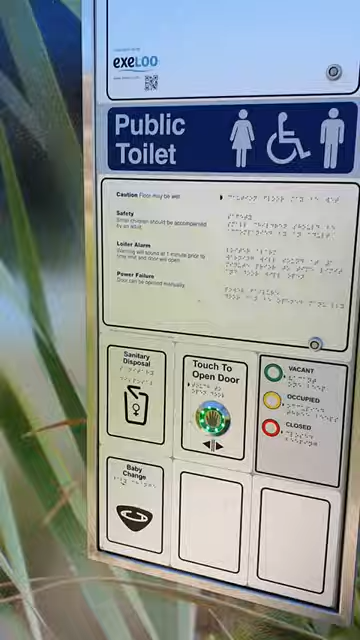 exeLOO
Public
Toilet
Caution Floor may be wet
Safety
Small children should be accompanied
by an adult
Loiter Alarm
Warning will sound at 1 minute prior to
time limit and door will open
Power Failure
Door can be opened manually
Sanitary
Disposal
Touch To
Open Door
VACANT
OCCUPIED
CLOSED
Baby
Change